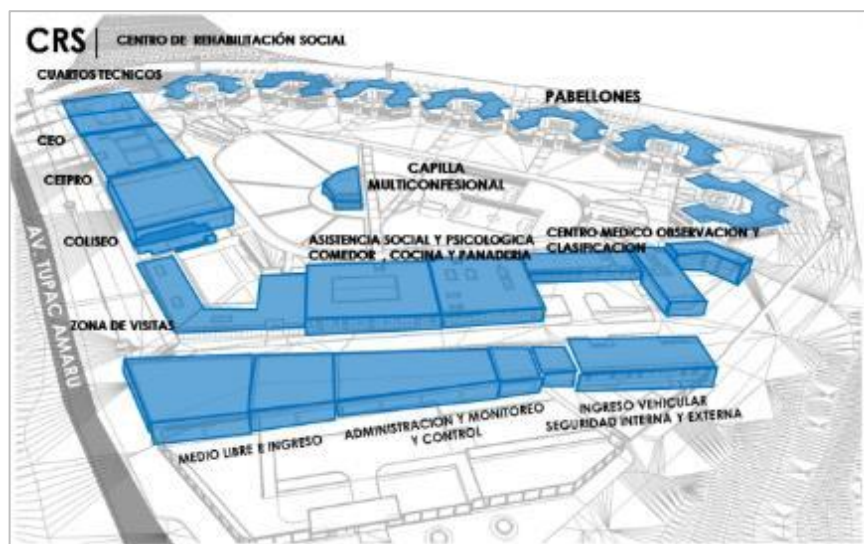 CRS | CENTRO DE REHABILITACIÓN SOCIAL
CUARTOS TECNICOS
PABELLONES
CEO
CETPRO
CAPILLA
MULTICONFESIONAL
COLISEO
ASISTENCIA SOCIAL Y PSICOLOGICA
COMEDOR , COCINA Y PANADERIA
CENTRO MEDICO OBSERVACION Y
CLASIFICACION
ZONA DE VISITAS
AV. TUPAC AMARU
MEDIO LIBRE E INGRESO
ADMINISTRACION Y MONITOREO
Y CONTROL
INGRESO VEHICULAR
SEGURIDAD INTERNA Y EXTERNA